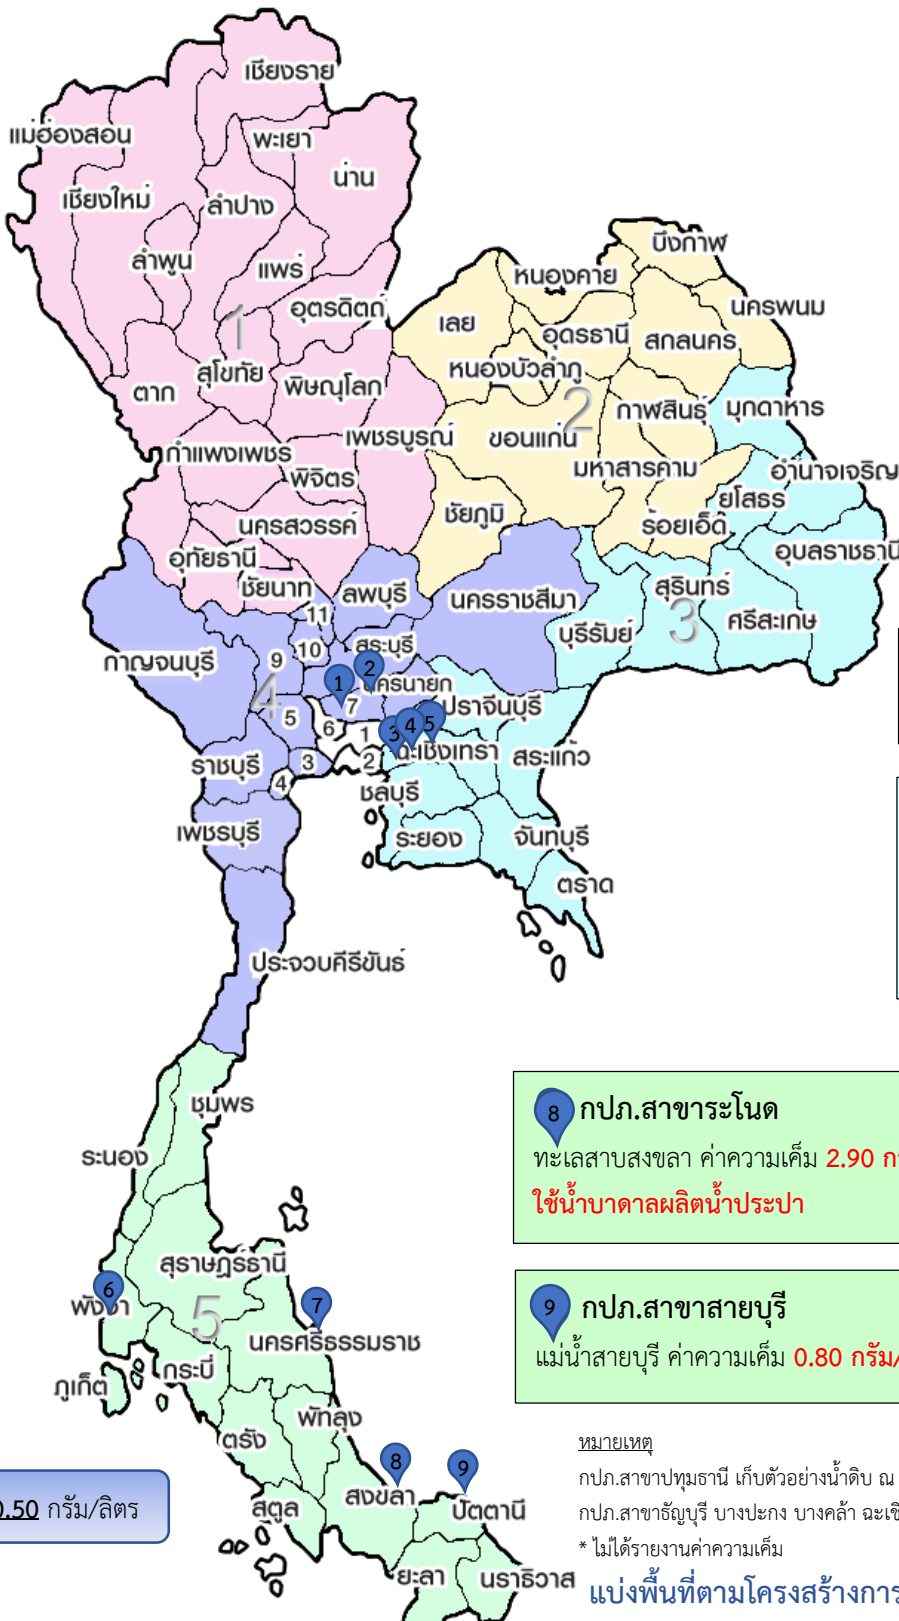 เชียงราย
แม่ฮ่องสอน
พะเยา
น่าน
เชียงใหม่
ลำปาง
ลำพูน
แพร่
อุตรดิตถ์
1
สุโขทัย
ตาก
พิษณุโลก
กำแพงเพชร
เพชรบูรณ์
พิจิตร
นครสวรรค์
อุทัยธานี
ชัยนาท
บึงกาฬ
หนองคาย
นครพนม
เลย
อุดรธานี
สกลนคร
หนองบัวลำภู
2
กาฬสินธุ์
มุกดาหาร
ขอนแก่น
มหาสารคาม
อำนาจเจริญ
ยโสธร
ชัยภูมิ
ร้อยเอ็ด
อุบลราชธานี
สุรินทร์
3
ศรีสะเกษ
บุรีรัมย์
นครราชสีมา
ลพบุรี
11
สระบุรี
10
9
กาญจนบุรี
4
1
2
นครนายก
7
5
6
1
ปราจีนบุรี
3
4
5
ฉะเชิงเทรา
สระแก้ว
ราชบุรี
3
2
4
ชลบุรี
เพชรบุรี
ระยอง
จันทบุรี
ตราด
ประจวบคีรีขันธ์
ชุมพร
ระนอง
สุราษฎร์ธานี
6
พังงา
5
7
นครศรีธรรมราช
กระบี่
ภูเก็ต
พัทลุง
ตรัง
8
9
สงขลา
ปัตตานี
สตูล
ยะลา
นราธิวาส
8 กปภ.สาขาระโนด
ทะเลสาบสงขลา ค่าความเค็ม 2.90
ใช้น้ำบาดาลผลิตน้ำประปา
9 กปภ.สาขาสายบุรี
แม่น้ำสายบุรี ค่าความเค็ม 0.80 กรัม/
0.50 กรัม/ลิตร
หมายเหตุ
กปภ.สาขาปทุมธานี เก็บตัวอย่างน้ำดิบ ณ
กปภ.สาขาธัญบุรี บางปะกง บางคล้า
* ไม่ได้รายงานค่าความเค็ม
แบ่งพื้นที่ตามโครงสร้างการ